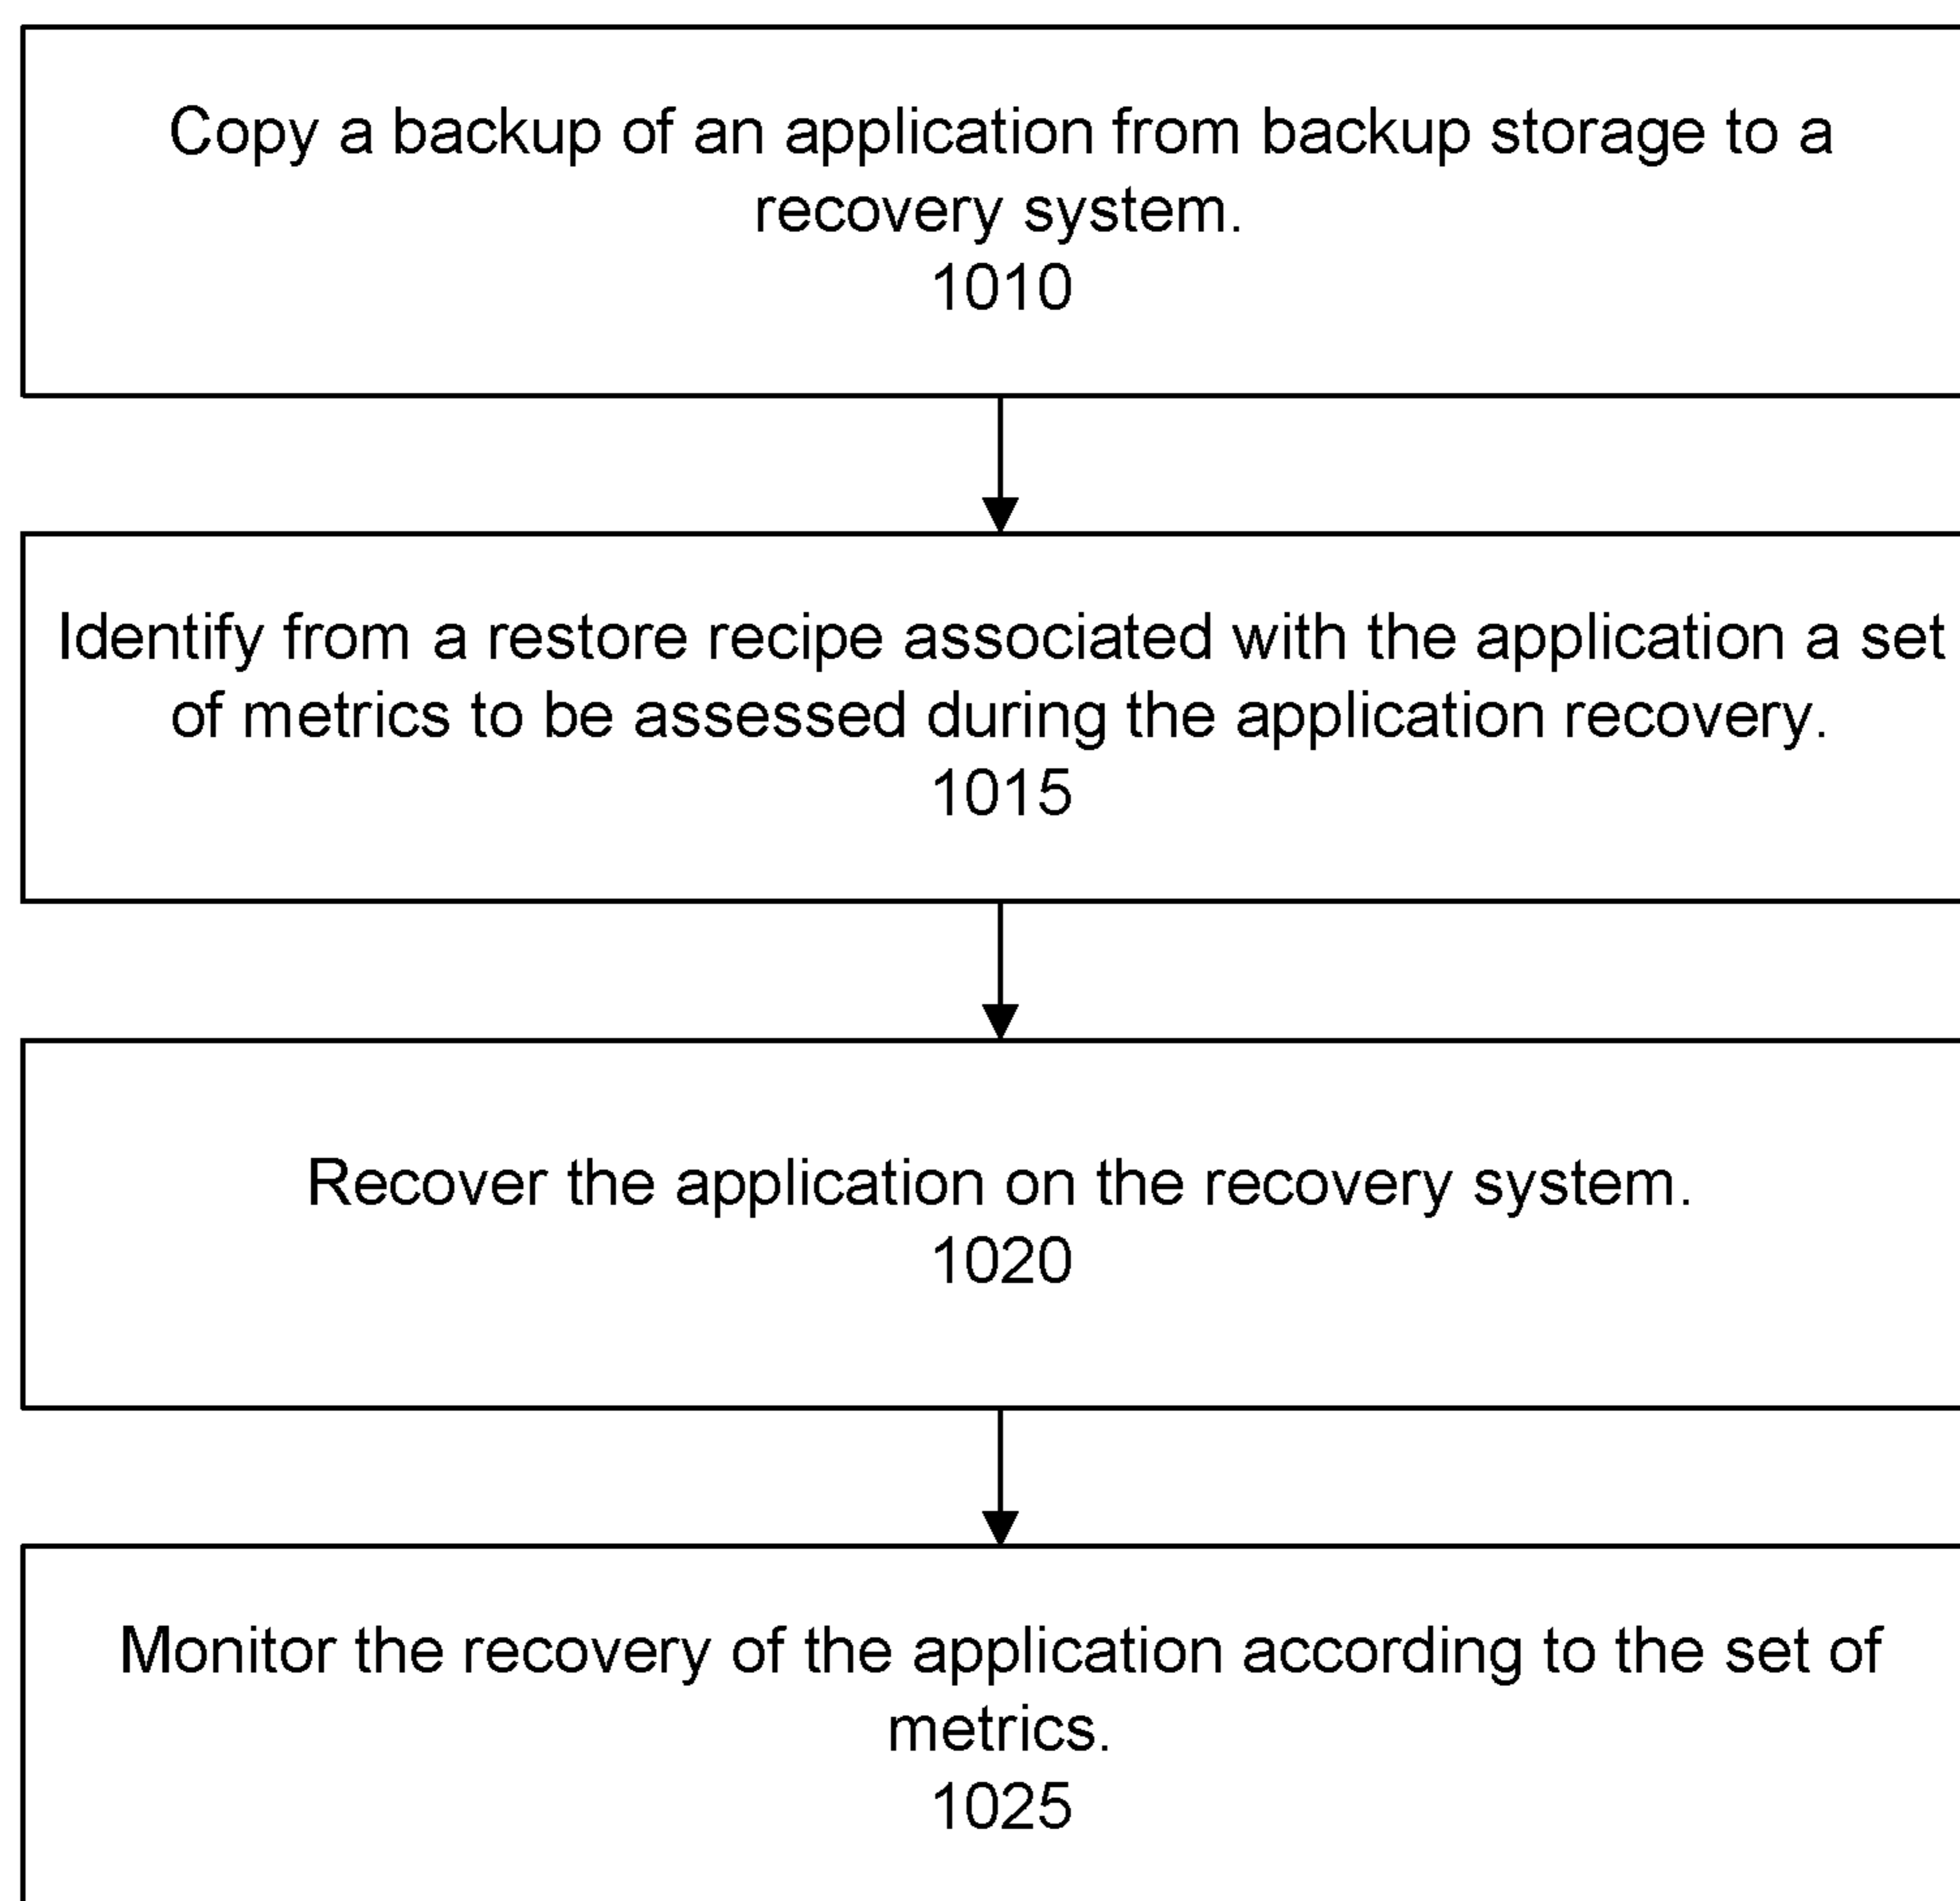 Copy a backup of an application from backup storage to a
recovery system.
1010
Identify from a restore recipe associated with the application a set
of metrics to be assessed during the application recovery.
1015
Recover the application on the recovery system.
1020
Monitor the recovery of the application according to the set of
metrics.
1025